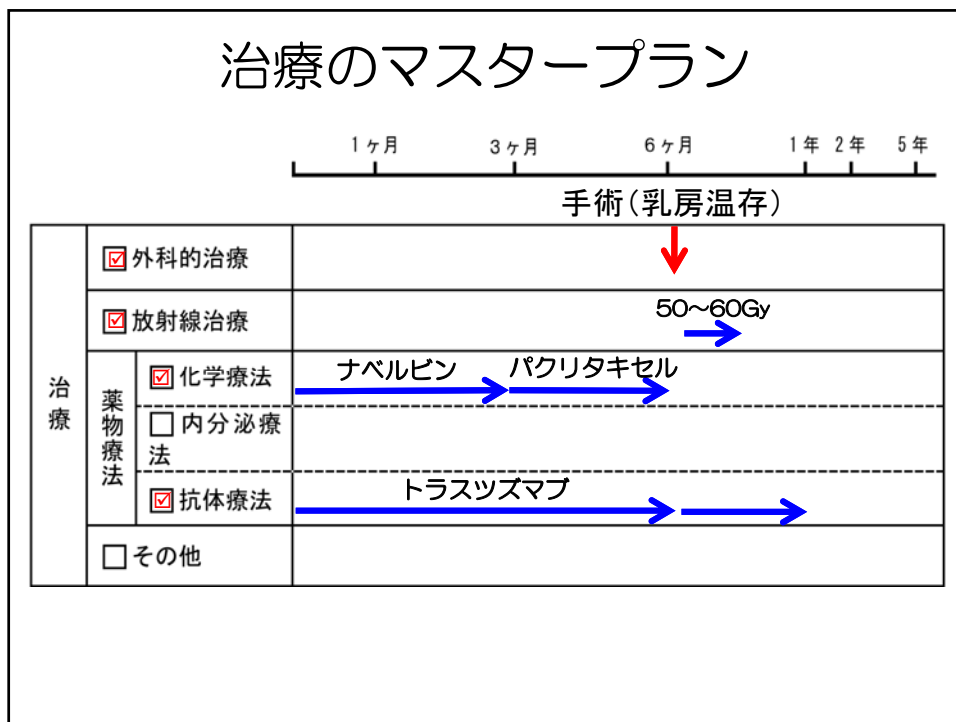 治療のマスタープラン
1ヶ月 3ヶ月 6ヶ月 1年 2年 5年
手術(乳房温存)
治療
外科的治療
放射線治療
50~60Gy
薬物療法
化学療法
ナベルビン
パクリタキセル
内分泌療
法
抗体療法
トラスツズマブ
その他